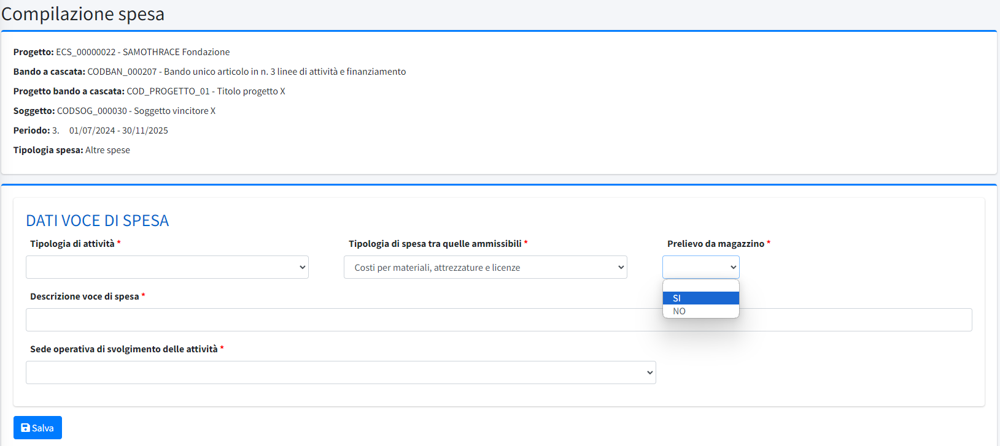 Compilazione spesa
Progetto: ECS_00000022 - SAMOTHRACE Fondazione
Bando a cascata: CODBAN_000207 - Bando unico articolo in n. 3 linee di attività e finanziamento
Progetto bando a cascata: COD_PROGETTO_01 - Titolo progetto X
Soggetto: CODSOG_000030 - Soggetto vincitore X
Periodo: 3. 01/07/2024 - 30/11/2025
Tipologia spesa: Altre spese
DATI VOCE DI SPESA
Tipologia di attività *
Tipologia di spesa tra quelle ammissibili *
Costi per materiali, attrezzature e licenze
Prelievo da magazzino *
SI
NO
Descrizione voce di spesa *
Sede operativa di svolgimento delle attività *
Salva